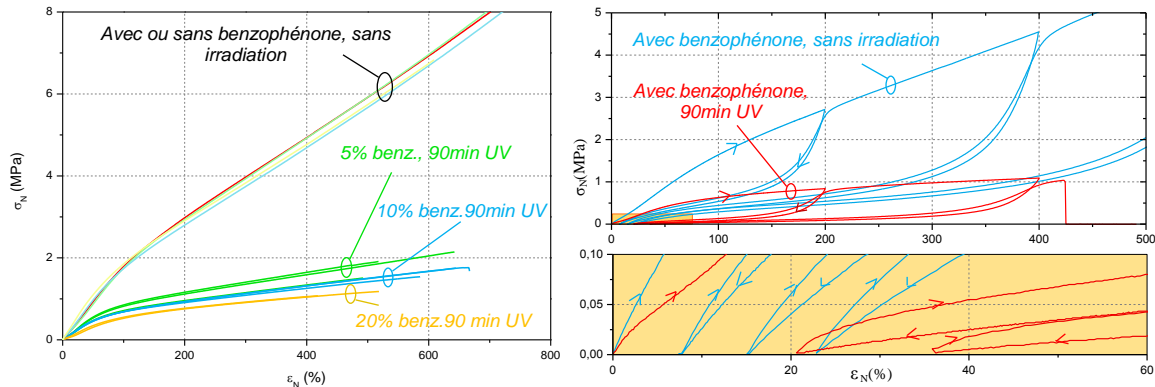 8
6
4
2
0
0
200
400
600
800
σN (MPa)
εN (%)
Avec ou sans benzophénone, sans
irradiation
5% benz., 90min UV
10% benz.90min UV
20% benz.90 min UV
5
4
3
2
1
0
0
100
200
300
400
500
σN(MPa)
Avec benzophénone, sans irradiation
Avec benzophénone,
90min UV
0,10
0,05
0,00
0
20
40
60
εN(%)